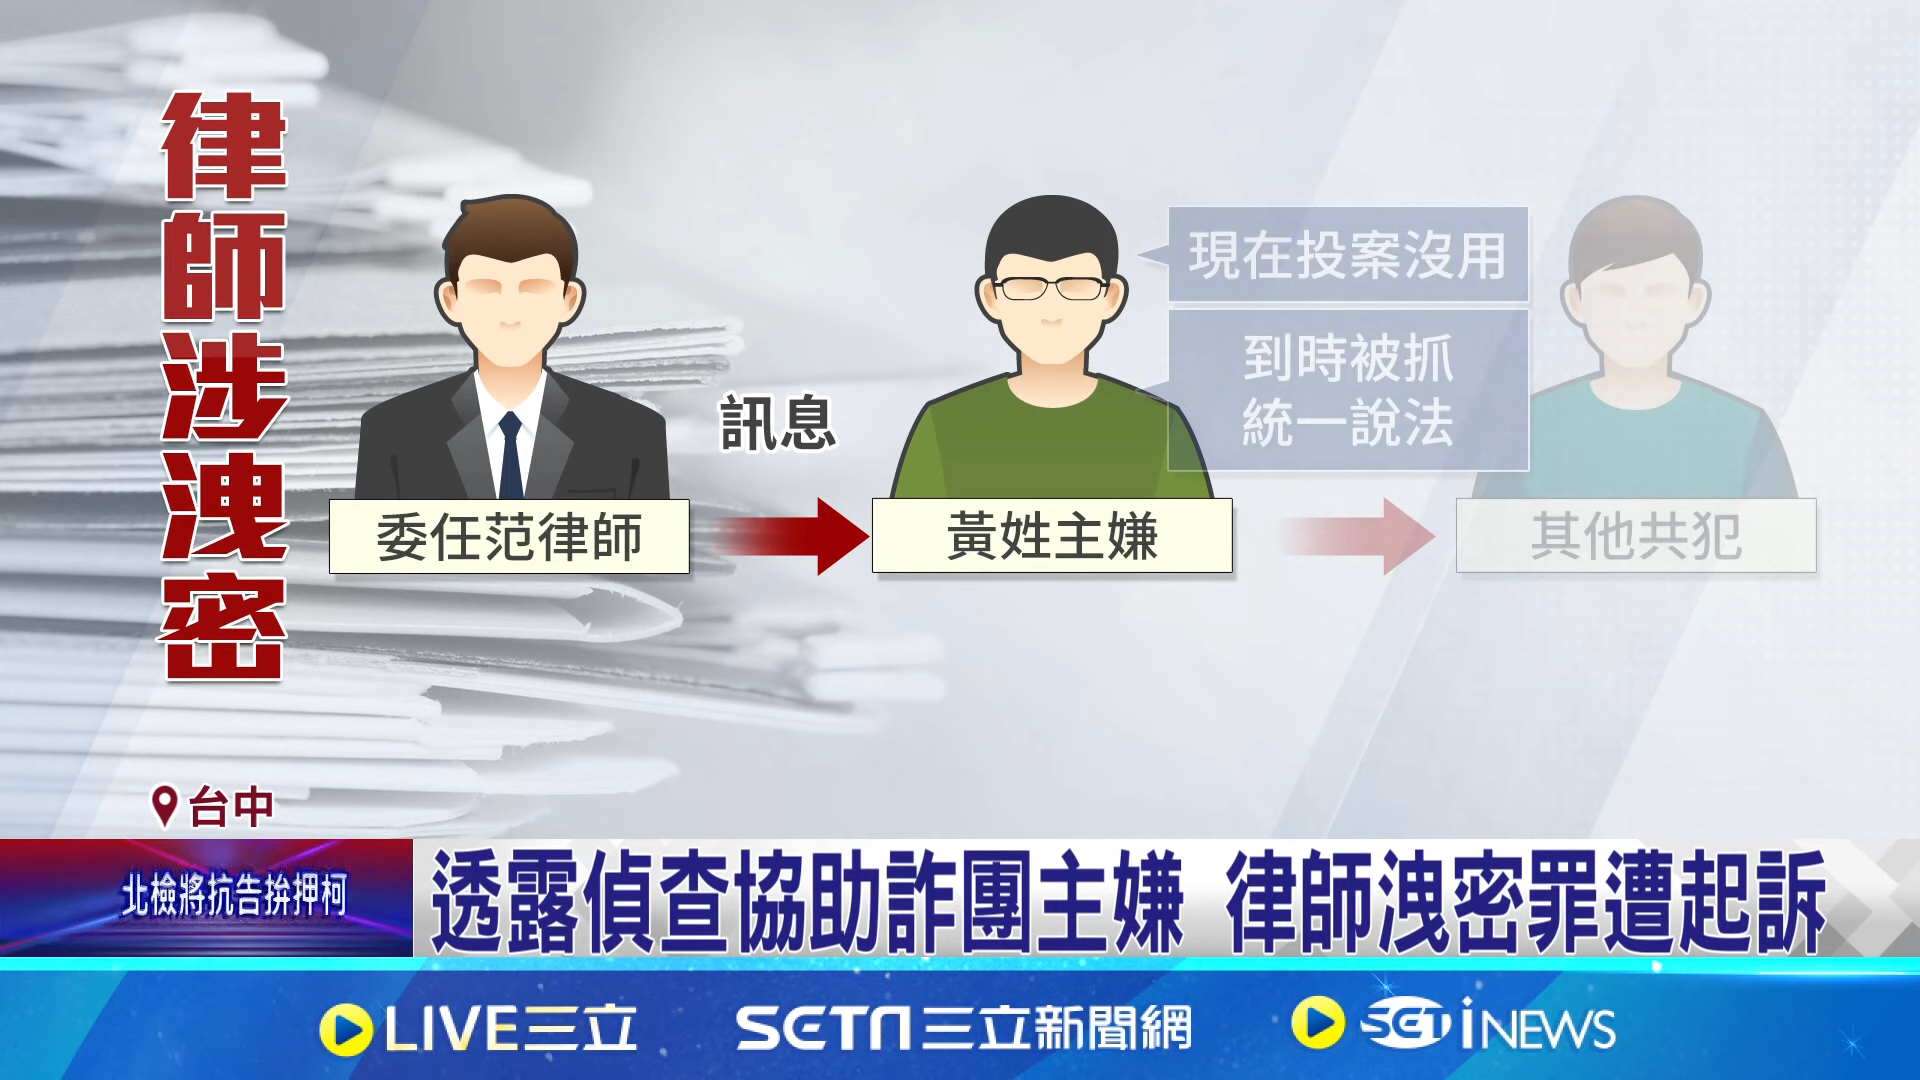 律師涉洩密
訊息
現在投案沒用
到時被抓
統一說法
委任范律師
黃姓主嫌
其他共犯
台中
北檢將抗告拚押柯
透露偵查協助詐團主嫌 律師洩密罪遭起訴
LIVE三立
SETN三立新聞網
SET iNEWS